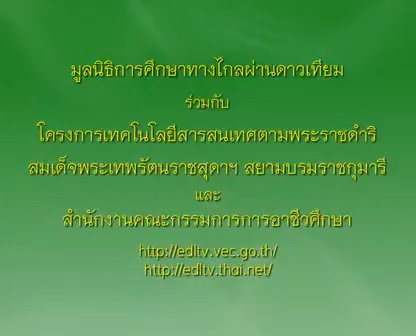 มูลนิธิการศึกษาทางไกลผ่านดาวเทียม
ร่วมกับ
โครงการเทคโนโลยีสารสนเทศตามพระราชดำริ
สมเด็จพระเทพรัตนราชสุดาฯ สยามบรมราชกุมารี
และ
สำนักงานคณะกรรมการการอาชีวศึกษา
http://edltv.vec.go.th/
http://edltv.thai.net/